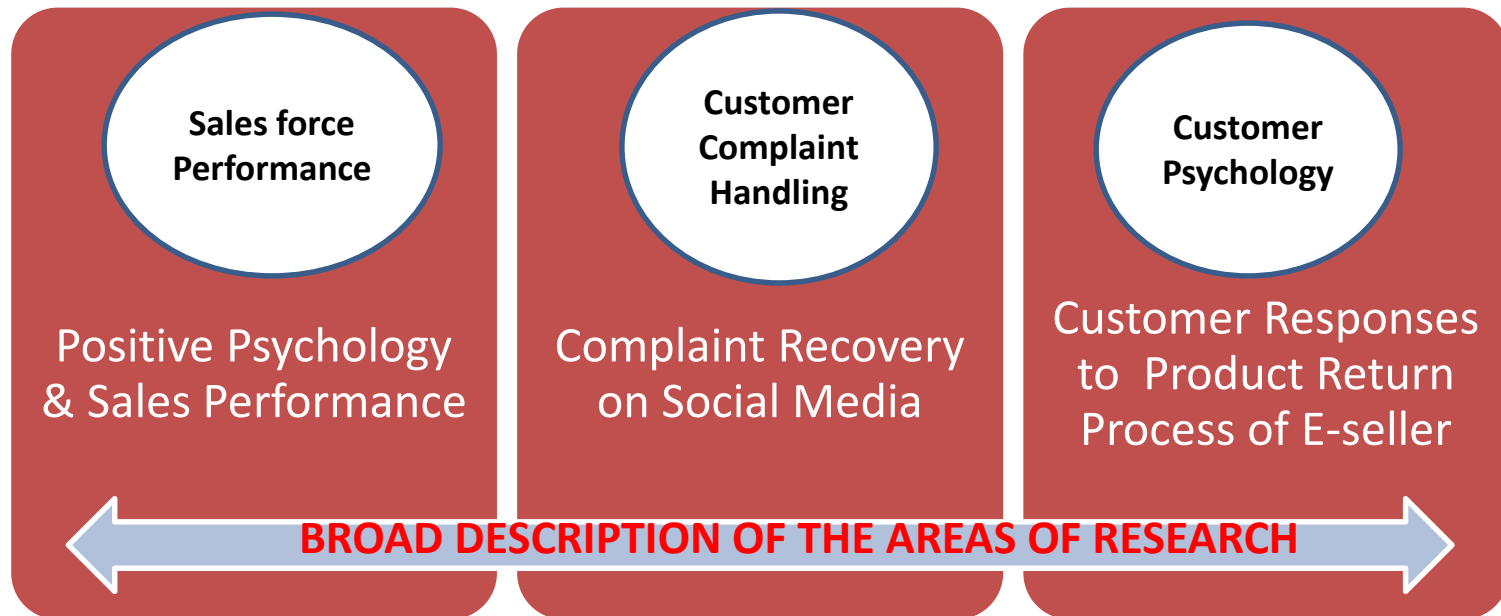 Sales force
Performance
Positive Psychology
& Sales Performance
Customer
Complaint
Handling
Complaint Recovery
on Social Media
Customer
Psychology
Customer Responses
to Product Return
Process of E-seller
BROAD DESCRIPTION OF THE AREAS OF RESEARCH